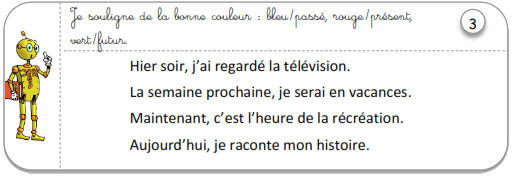 Je souligne de la bonne couleur : bleu/passé, rouge/présent,
vert/futur.
3
Hier soir, j’ai regardé la télévision.
La semaine prochaine, je serai en vacances.
Maintenant, c’est l’heure de la récréation.
Aujourd’hui, je raconte mon histoire.